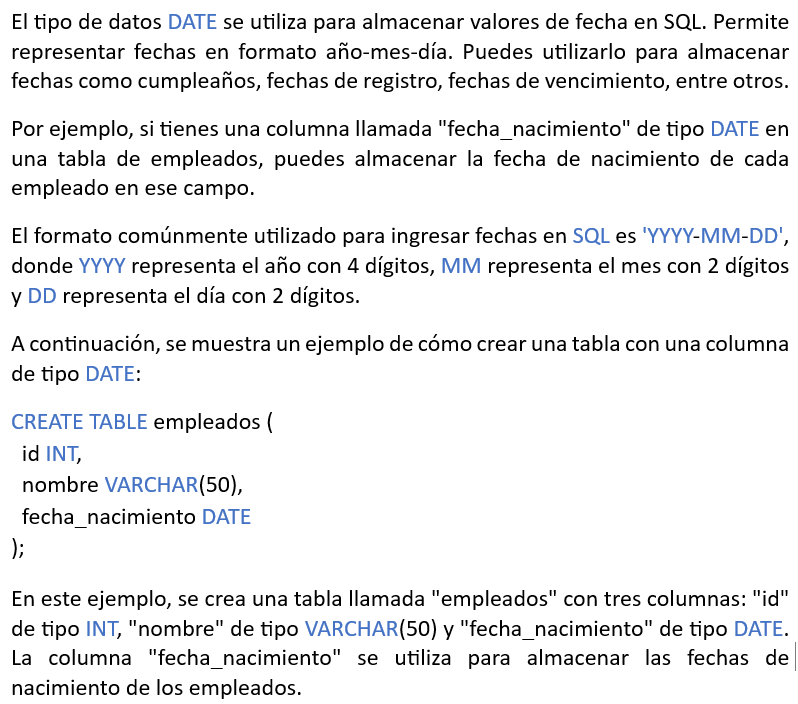 El tipo de datos DATE se utiliza para almacenar valores de fecha en SQL. Permite
representar fechas en formato año-mes-día. Puedes utilizarlo para almacenar
fechas como cumpleaños, fechas de registro, fechas de vencimiento, entre otros.
Por ejemplo, si tienes una columna llamada "fecha_nacimiento" de tipo DATE en
una tabla de empleados, puedes almacenar la fecha de nacimiento de cada
empleado en ese campo.
El formato comúnmente utilizado para ingresar fechas en SQL es 'YYYY-MM-DD',
donde YYYY representa el año con 4 dígitos, MM representa el mes con 2 dígitos
y DD representa el día con 2 dígitos.
A continuación, se muestra un ejemplo de cómo crear una tabla con una columna
de tipo DATE:
CREATE TABLE empleados (
id INT,
nombre VARCHAR(50),
fecha_nacimiento DATE
);
En este ejemplo, se crea una tabla llamada "empleados" con tres columnas: "id"
de tipo INT, "nombre" de tipo VARCHAR(50) y "fecha_nacimiento" de tipo DATE.
La columna "fecha_nacimiento" se utiliza para almacenar las fechas de
nacimiento de los empleados.